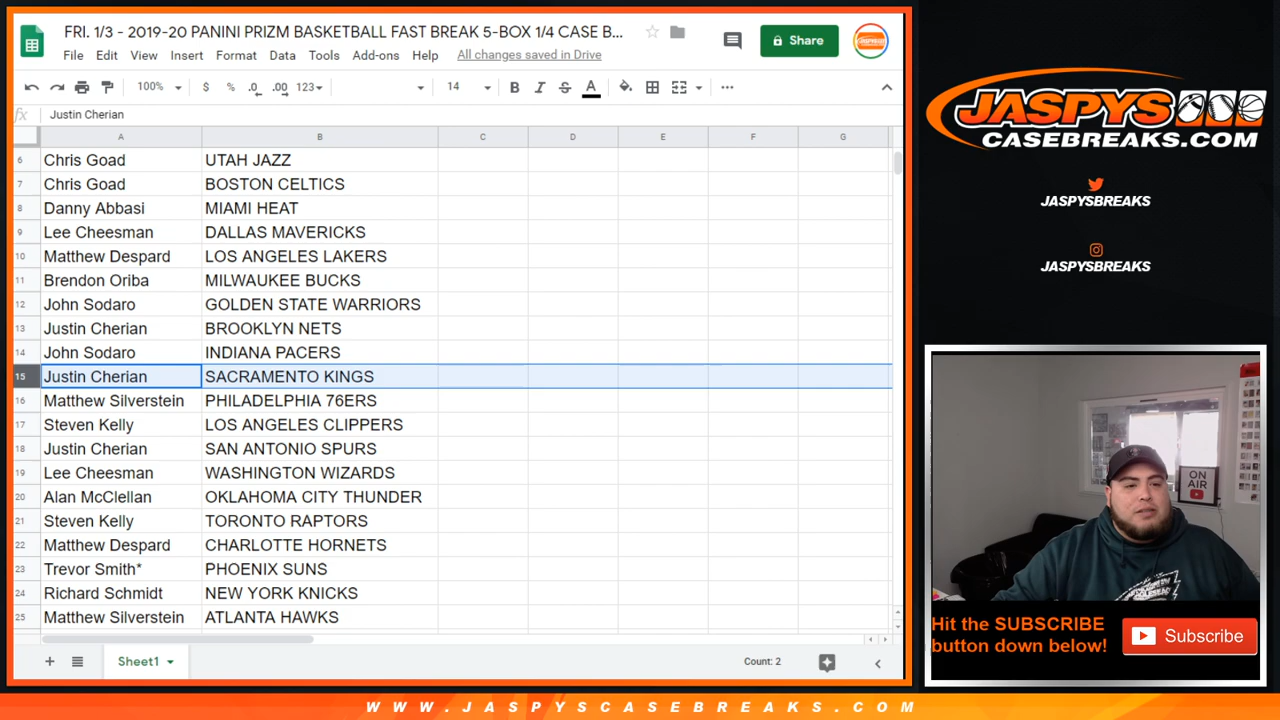 FRI. 1/3 - 2019-20 PANINI PRIZM BASKETBALL FAST BREAK 5-BOX 1/4 CASE B...
Share
File Edit View Insert Format Data Tools Add-ons Help All changes saved in Drive
100% $ % .0 .00 123 14 B I S A
fx Justin Cherian
A B C D E F G
6 Chris Goad UTAH JAZZ
7 Chris Goad BOSTON CELTICS
8 Danny Abbasi MIAMI HEAT
9 Lee Cheesman DALLAS MAVERICKS
10 Matthew Despard LOS ANGELES LAKERS
11 Brendon Oriba MILWAUKEE BUCKS
12 John Sodaro GOLDEN STATE WARRIORS
13 Justin Cherian BROOKLYN NETS
14 John Sodaro INDIANA PACERS
15 Justin Cherian SACRAMENTO KINGS
16 Matthew Silverstein PHILADELPHIA 76ERS
17 Steven Kelly LOS ANGELES CLIPPERS
18 Justin Cherian SAN ANTONIO SPURS
19 Lee Cheesman WASHINGTON WIZARDS
20 Alan McClellan OKLAHOMA CITY THUNDER
21 Steven Kelly TORONTO RAPTORS
22 Matthew Despard CHARLOTTE HORNETS
23 Trevor Smith* PHOENIX SUNS
24 Richard Schmidt NEW YORK KNICKS
25 Matthew Silverstein ATLANTA HAWKS
Sheet1 Count: 2
JASPYS
CASEBREAKS.COM
JASPYSBREAKS
JASPYSBREAKS
ON
AIR
Hit the SUBSCRIBE
button down below!
Subscribe
WWW.JASPYSCASEBREAKS.COM